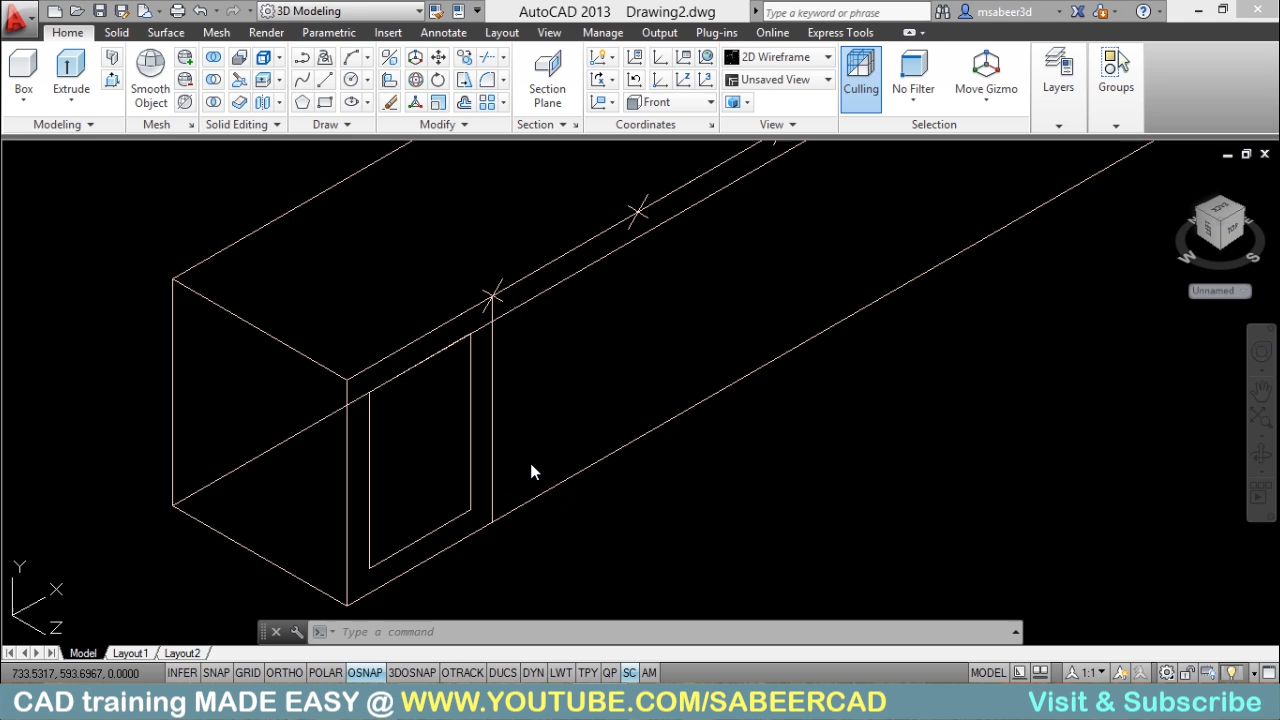 3D Modeling
AutoCAD 2013 Drawing2.dwg
Type a keyword or phrase
msabeer3d
Home Solid Surface Mesh Render Parametric Insert Annotate Layout View Manage Output Plug-ins Online Express Tools
2D Wireframe
Unsaved View
Front
Box
Extrude
Smooth
Object
Section
Plane
Culling
No Filter
Move Gizmo
Layers
Groups
Modeling Mesh Solid Editing Draw Modify Section Coordinates View Selection
TOP
W
S
E
Unnamed
Y
X
Z
Type a command
Model Layout1 Layout2
733.5317, 593.6967, 0.0000 INFER SNAP GRID ORTHO POLAR OSNAP 3DOSNAP OTRACK DUCS DYN LWT TPY QP SC AM MODEL 1:1
CAD training MADE EASY @ WWW.YOUTUBE.COM/SABEERCAD Visit & Subscribe